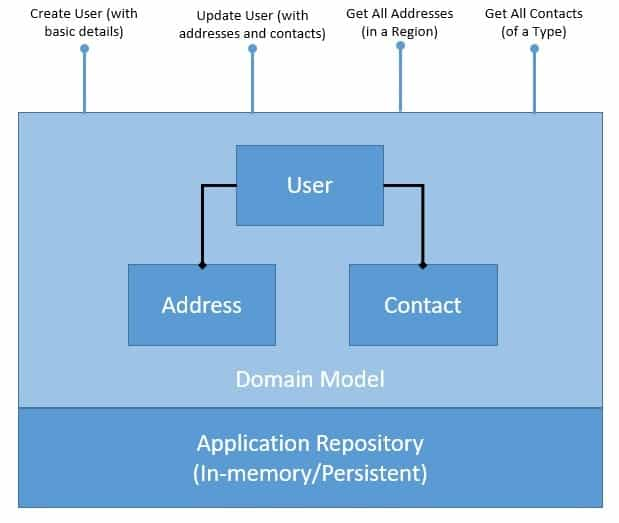 Create User (with
basic details)
Update User (with
addresses and contacts)
Get All Addresses
(in a Region)
Get All Contacts
(of a Type)
User
Address
Contact
Domain Model
Application Repository
(In-memory/Persistent)